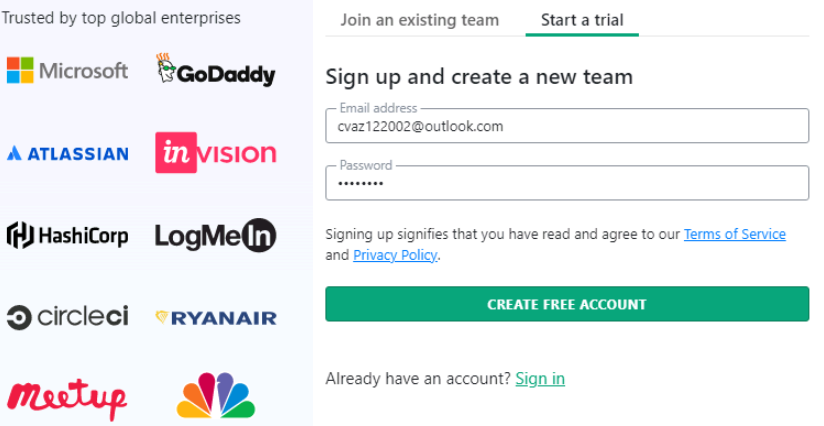 Trusted by top global enterprises
Microsoft
GoDaddy
ATLASSIAN
in VISION
HashiCorp
LogMeIn
circleci
RYANAIR
meetup
Join an existing team
Start a trial
Sign up and create a new team
Email address
cvaz122002@outlook.com
Password
••••••••
Signing up signifies that you have read and agree to our Terms of Service
and Privacy Policy.
CREATE FREE ACCOUNT
Already have an account? Sign in